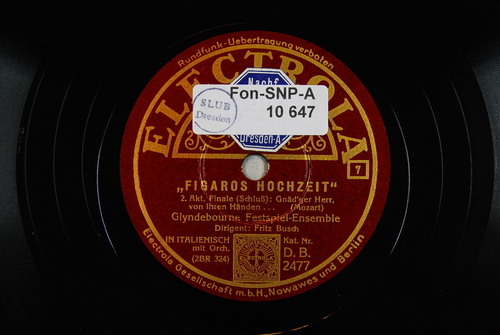 Rundfunk-Uebertragung verboten
ELECTROLA
Nachf
SLUB
Dresden
Fon-SNP-A
10 647
Dresden-A
7
„FIGAROS HOCHZEIT“
2. Akt, Finale (Schluß): Gnäd'ger Herr,
von Ihren Händen . . . (Mozart)
Glyndebourne Festspiel-Ensemble
Dirigent: Fritz Busch
IN ITALIENISCH
mit Orch.
(2BR 324)
ELECTROLA
Kat. Nr.
D. B.
2477
Electrola Gesellschaft m.b.H., Nowawes und Berlin